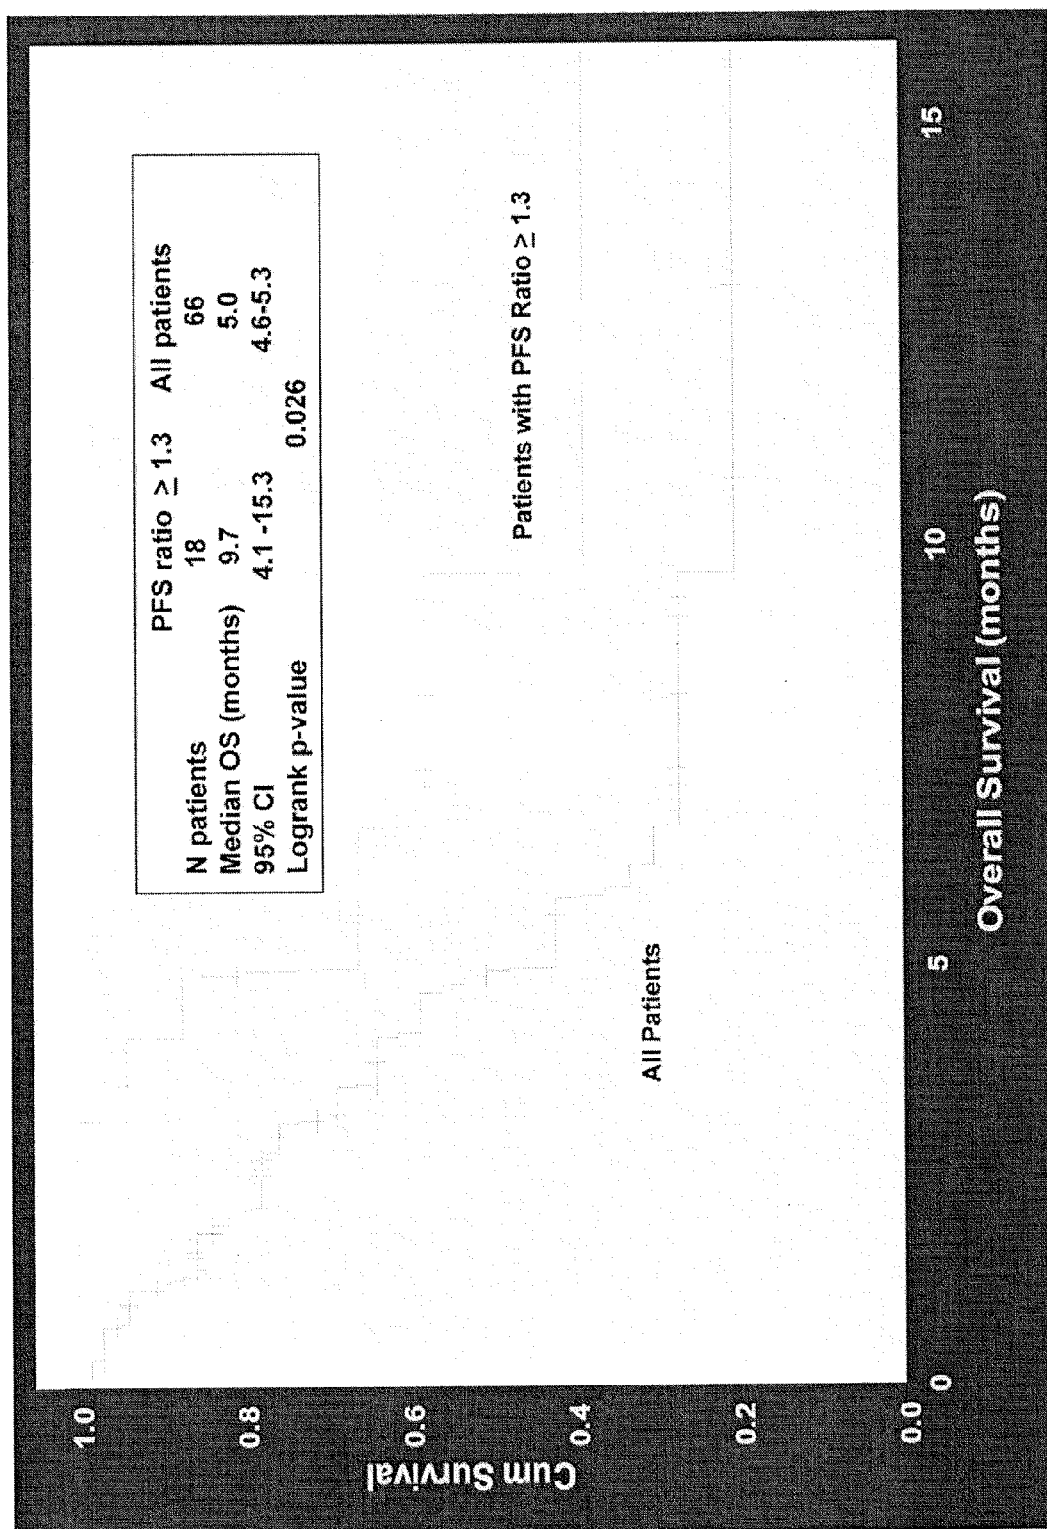 PFS ratio ≥ 1.3 All patients
N patients 18 66
Median OS (months) 9.7 5.0
95% CI 4.1 -15.3 4.6-5.3
Logrank p-value 0.026
Patients with PFS Ratio ≥ 1.3
All Patients
Cum Survival
1.0
0.8
0.6
0.4
0.2
0.0
0
5
10
15
Overall Survival (months)